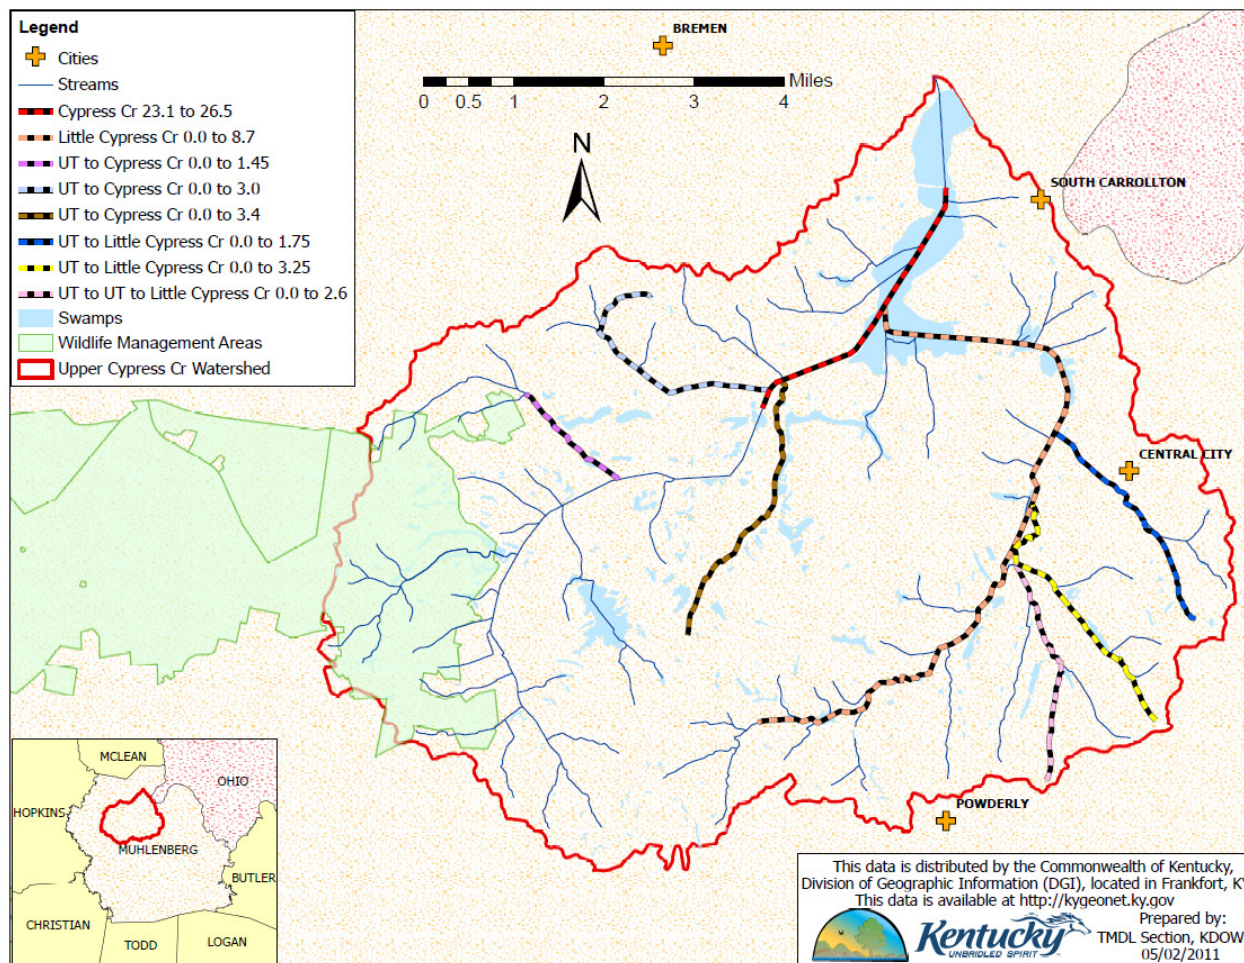 Legend
Cities
Streams
Cypress Cr 23.1 to 26.5
Little Cypress Cr 0.0 to 8.7
UT to Cypress Cr 0.0 to 1.45
UT to Cypress Cr 0.0 to 3.0
UT to Cypress Cr 0.0 to 3.4
UT to Little Cypress Cr 0.0 to 1.75
UT to Little Cypress Cr 0.0 to 3.25
UT to UT to Little Cypress Cr 0.0 to 2.6
Swamps
Wildlife Management Areas
Upper Cypress Cr Watershed
BREMEN
Miles
0 0.5 1 2 3 4
N
SOUTH CARROLLTON
CENTRAL CITY
POWDERLY
MCLEAN
OHIO
HOPKINS
MUHLENBERG
BUTLER
CHRISTIAN
TODD
LOGAN
This data is distributed by the Commonwealth of Kentucky,
Division of Geographic Information (DGI), located in Frankfort, KY
This data is available at http://kygeonet.ky.gov
Kentucky
UNBRIDLED SPIRIT
Prepared by:
TMDL Section, KDOW
05/02/2011